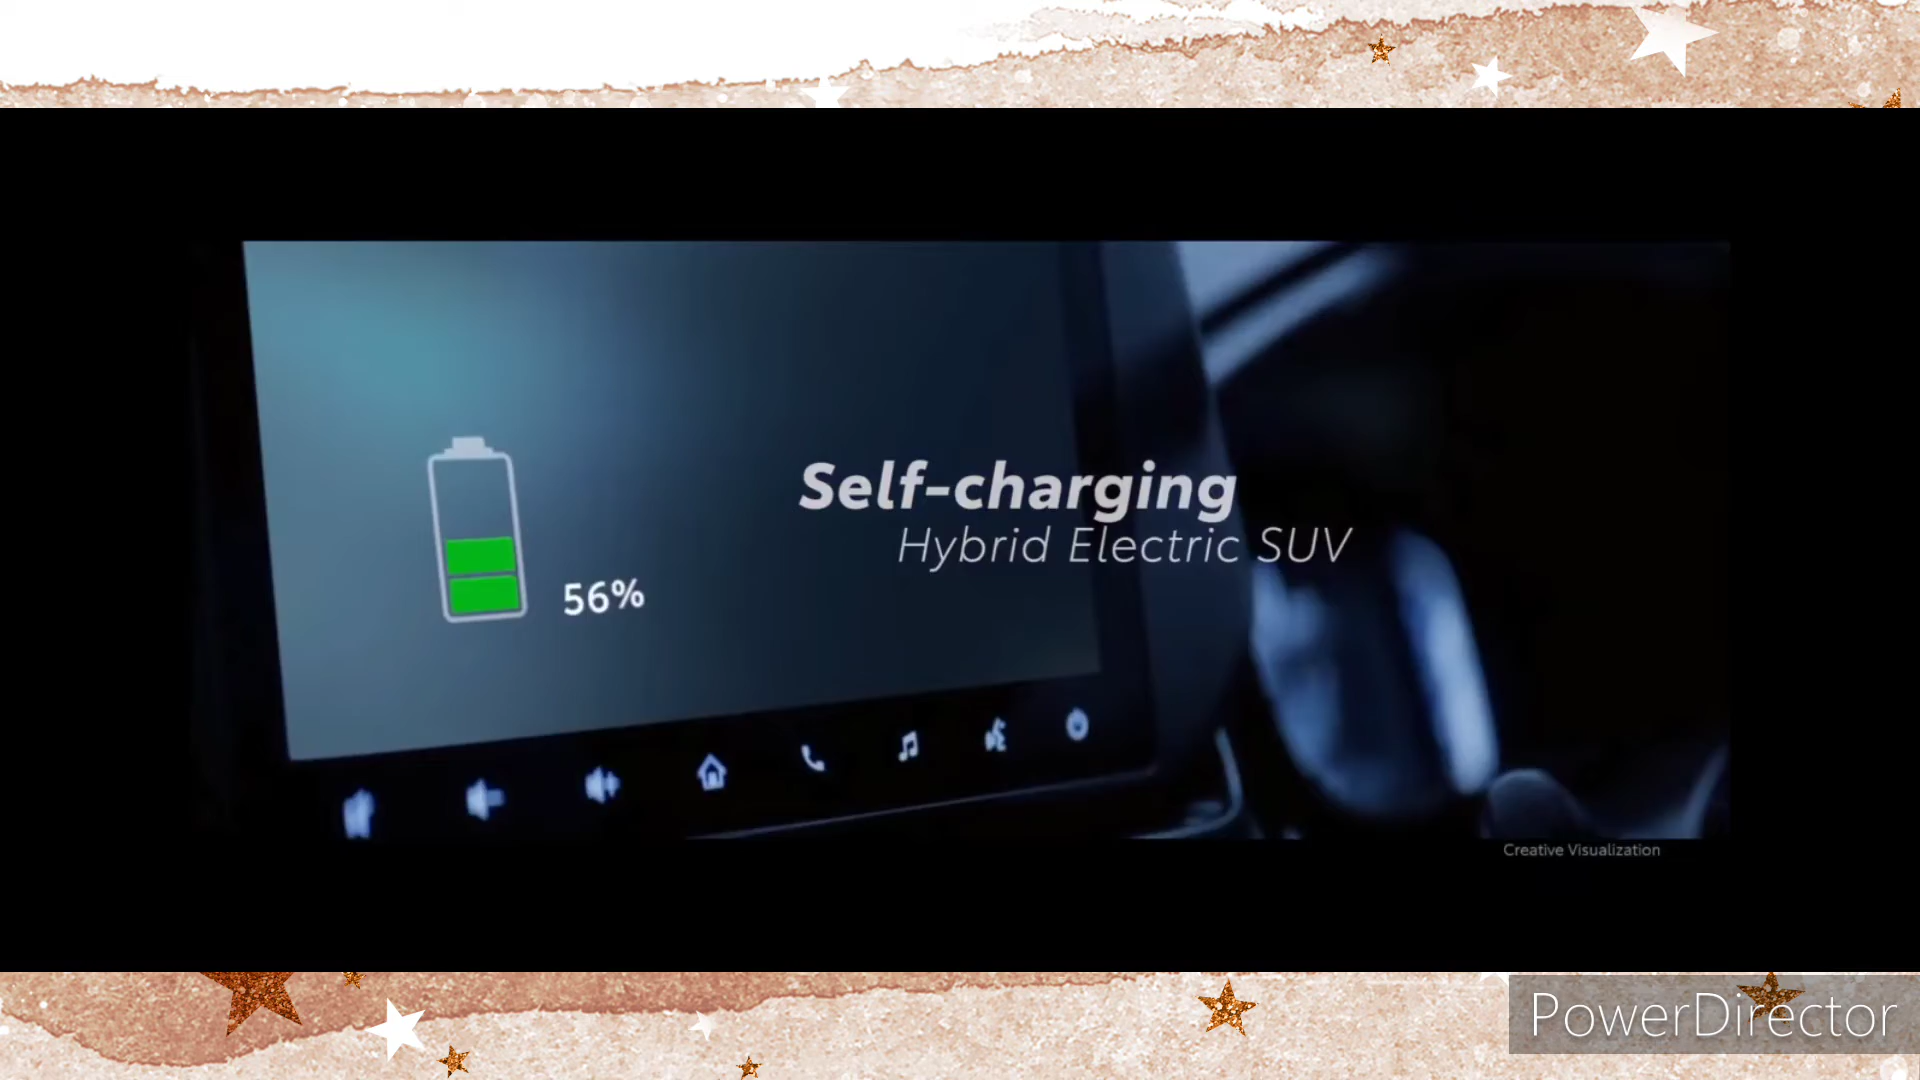 Self-charging
Hybrid Electric SUV
56%
Creative Visualization
PowerDirector